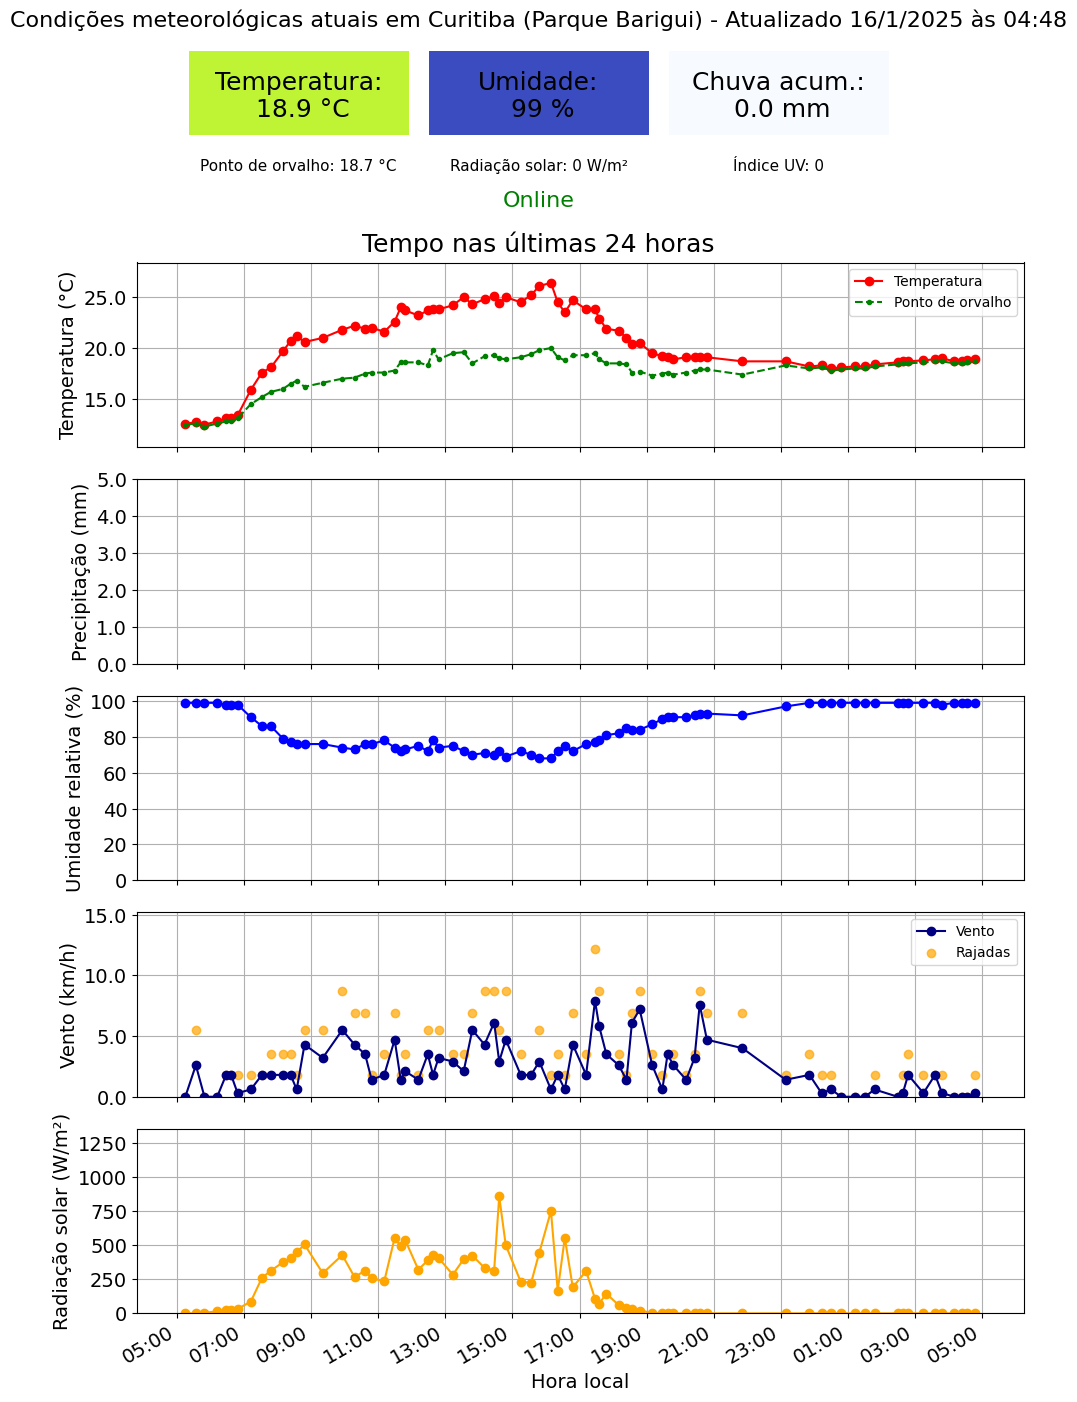 Condições meteorológicas atuais em Curitiba (Parque Barigui) - Atualizado 16/1/2025 às 04:48
Temperatura:
18.9 °C
Umidade:
99 %
Chuva acum.:
0.0 mm
Ponto de orvalho: 18.7 °C
Radiação solar: 0 W/m²
Índice UV: 0
Online
Tempo nas últimas 24 horas
Temperatura (°C)
25.0
20.0
15.0
Temperatura
Ponto de orvalho
Precipitação (mm)
5.0
4.0
3.0
2.0
1.0
0.0
Umidade relativa (%)
100
80
60
40
20
0
Vento (km/h)
15.0
10.0
5.0
0.0
Vento
Rajadas
Radiação solar (W/m²)
1250
1000
750
500
250
0
05:00
07:00
09:00
11:00
13:00
15:00
17:00
19:00
21:00
23:00
01:00
03:00
05:00
Hora local